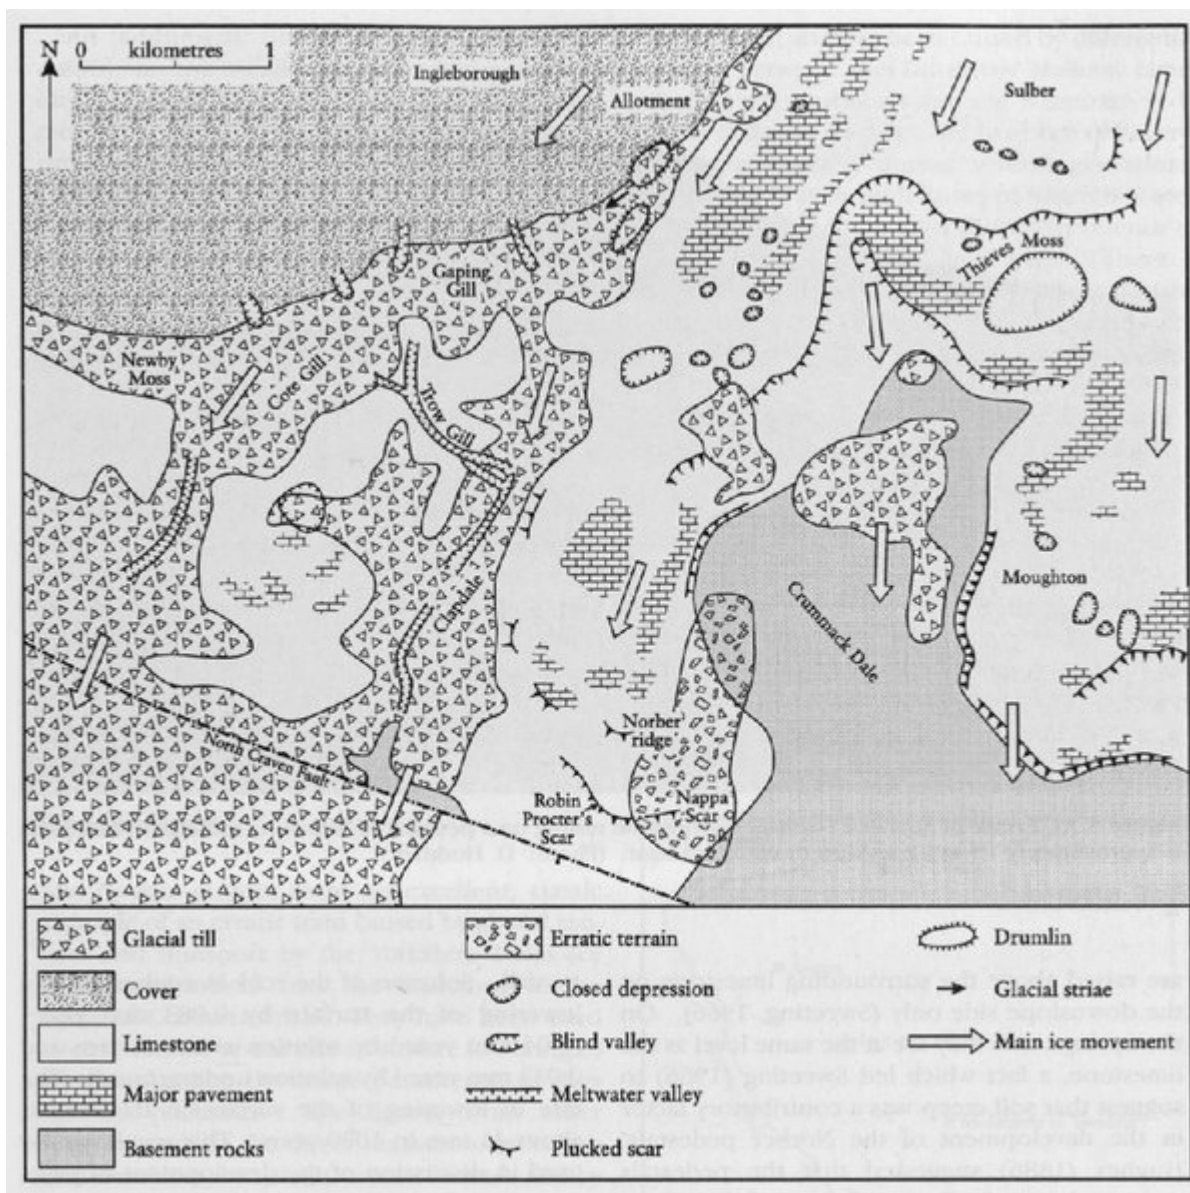 N 0 kilometres 1
Ingleborough
Allotment
Sulber
Thieves Moss
Gaping
Gill
Newby
Moss
Cote Gill
Trow Gill
Clapdale
Moughton
Crummack Dale
North Craven Fault
Norber
ridge
Robin
Procter's
Scar
Nappa
Scar
Glacial till
Erratic terrain
Drumlin
Cover
Closed depression
Glacial striae
Limestone
Blind valley
Main ice movement
Major pavement
Meltwater valley
Basement rocks
Plucked scar